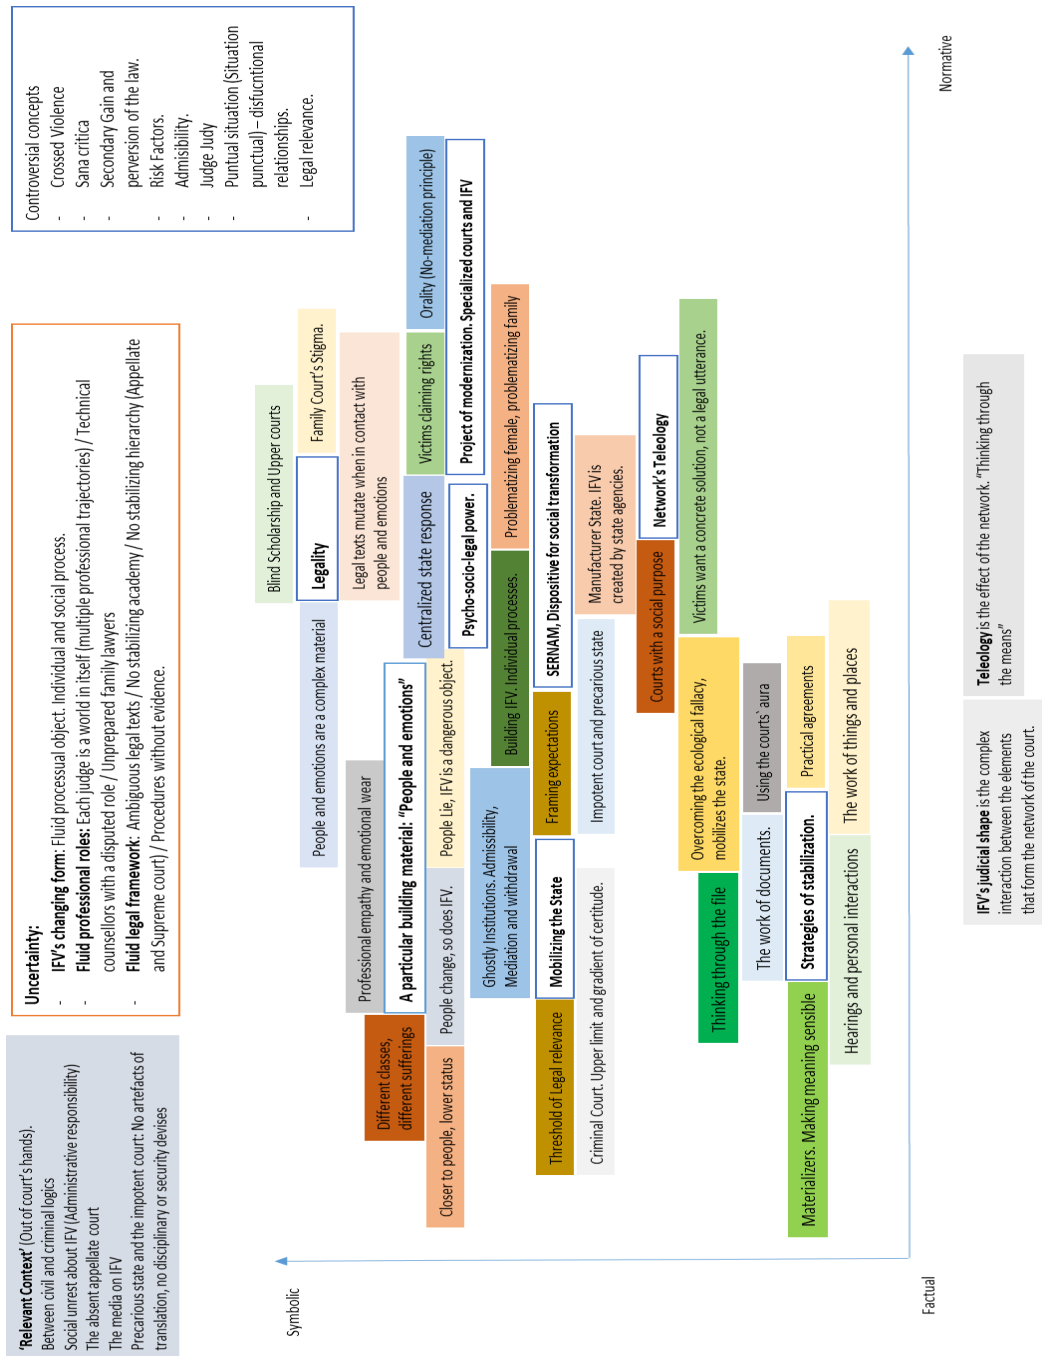 'Relevant Context' (Out of court's hands).
Between civil and criminal logics
Social unrest about IFV (Administrative responsibility)
The absent appellate court
The media on IFV
Precarious state and the impotent court: No artefacts of
translation, no disciplinary or security devises
Uncertainty:
- IFV's changing form: Fluid processual object. Individual and social process.
- Fluid professional roles: Each judge is a world in itself (multiple professional trajectories) / Technical
counsellors with a disputed role / Unprepared family lawyers
- Fluid legal framework: Ambiguous legal texts / No stabilizing academy / No stabilizing hierarchy (Appellate
and Supreme court) / Procedures without evidence.
Controversial concepts
- Crossed Violence
- Sana critica
- Secondary Gain and
perversion of the law.
- Risk Factors.
- Admisibility.
- Judge Judy
- Puntual situation (Situation
punctual) – disfucntional
relationships.
- Legal relevance.
Symbolic
Blind Scholarship and Upper courts
People and emotions are a complex material
Legality
Family Court's Stigma.
Professional empathy and emotional wear
Legal texts mutate when in contact with
people and emotions
Different classes,
different sufferings
A particular building material: "People and emotions"
Centralized state response
Victims claiming rights
Orality (No-mediation principle)
Closer to people, lower status
People change, so does IFV.
People Lie, IFV is a dangerous object.
Psycho-socio-legal power.
Project of modernization. Specialized courts and IFV
Ghostly Institutions. Admissibility,
Mediation and withdrawal
Building IFV. Individual processes.
Problematizing female, problematizing family
Threshold of Legal relevance
Mobilizing the State
Framing expectations
SERNAM, Dispositive for social transformation
Criminal Court. Upper limit and gradient of certitude.
Impotent court and precarious state
Manufacturer State. IFV is
created by state agencies.
Courts with a social purpose
Network's Teleology
Thinking through the file
Overcoming the ecological fallacy,
mobilizes the state.
Victims want a concrete solution, not a legal utterance.
The work of documents.
Using the courts` aura
Materializers. Making meaning sensible
Strategies of stabilization.
Practical agreements
Hearings and personal interactions
The work of things and places
Factual
Normative
IFV's judicial shape is the complex
interaction between the elements
that form the network of the court.
Teleology is the effect of the network. "Thinking through
the means"